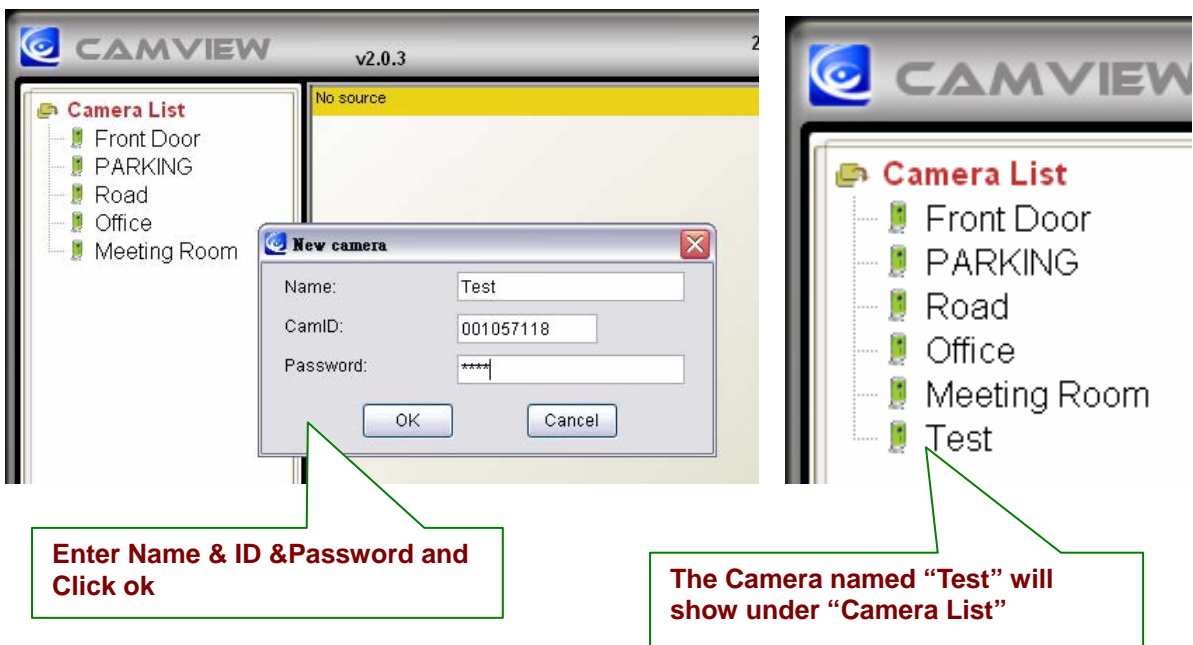 CAMVIEW
v2.0.3
2
Camera List
Front Door
PARKING
Road
Office
Meeting Room
No source
New camera
Name: Test
CamID: 001057118
Password: ****
OK Cancel
Enter Name & ID &Password and
Click ok
CAMVIEW
Camera List
Front Door
PARKING
Road
Office
Meeting Room
Test
The Camera named “Test” will
show under “Camera List”